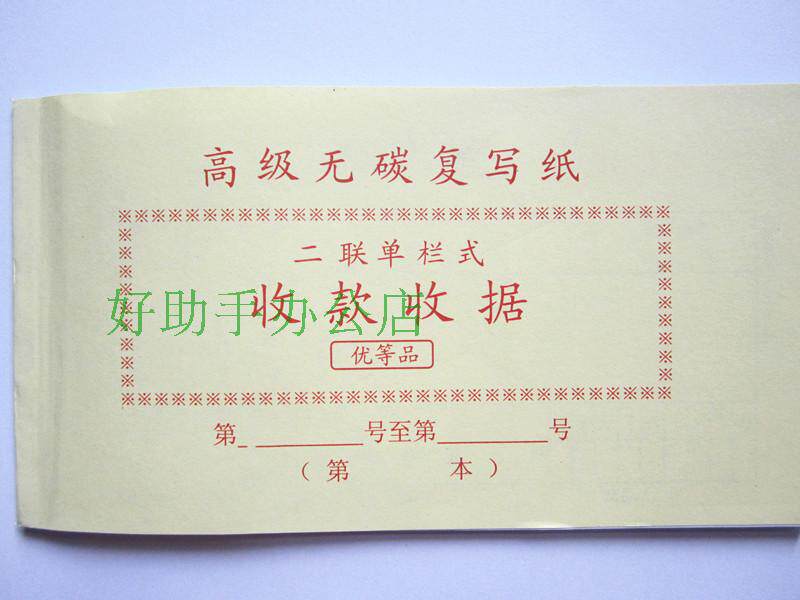 高级无碳复写纸
二联单栏式
收款收据
好助手办公店
优等品
第_ ________号至第________号
（第 本）